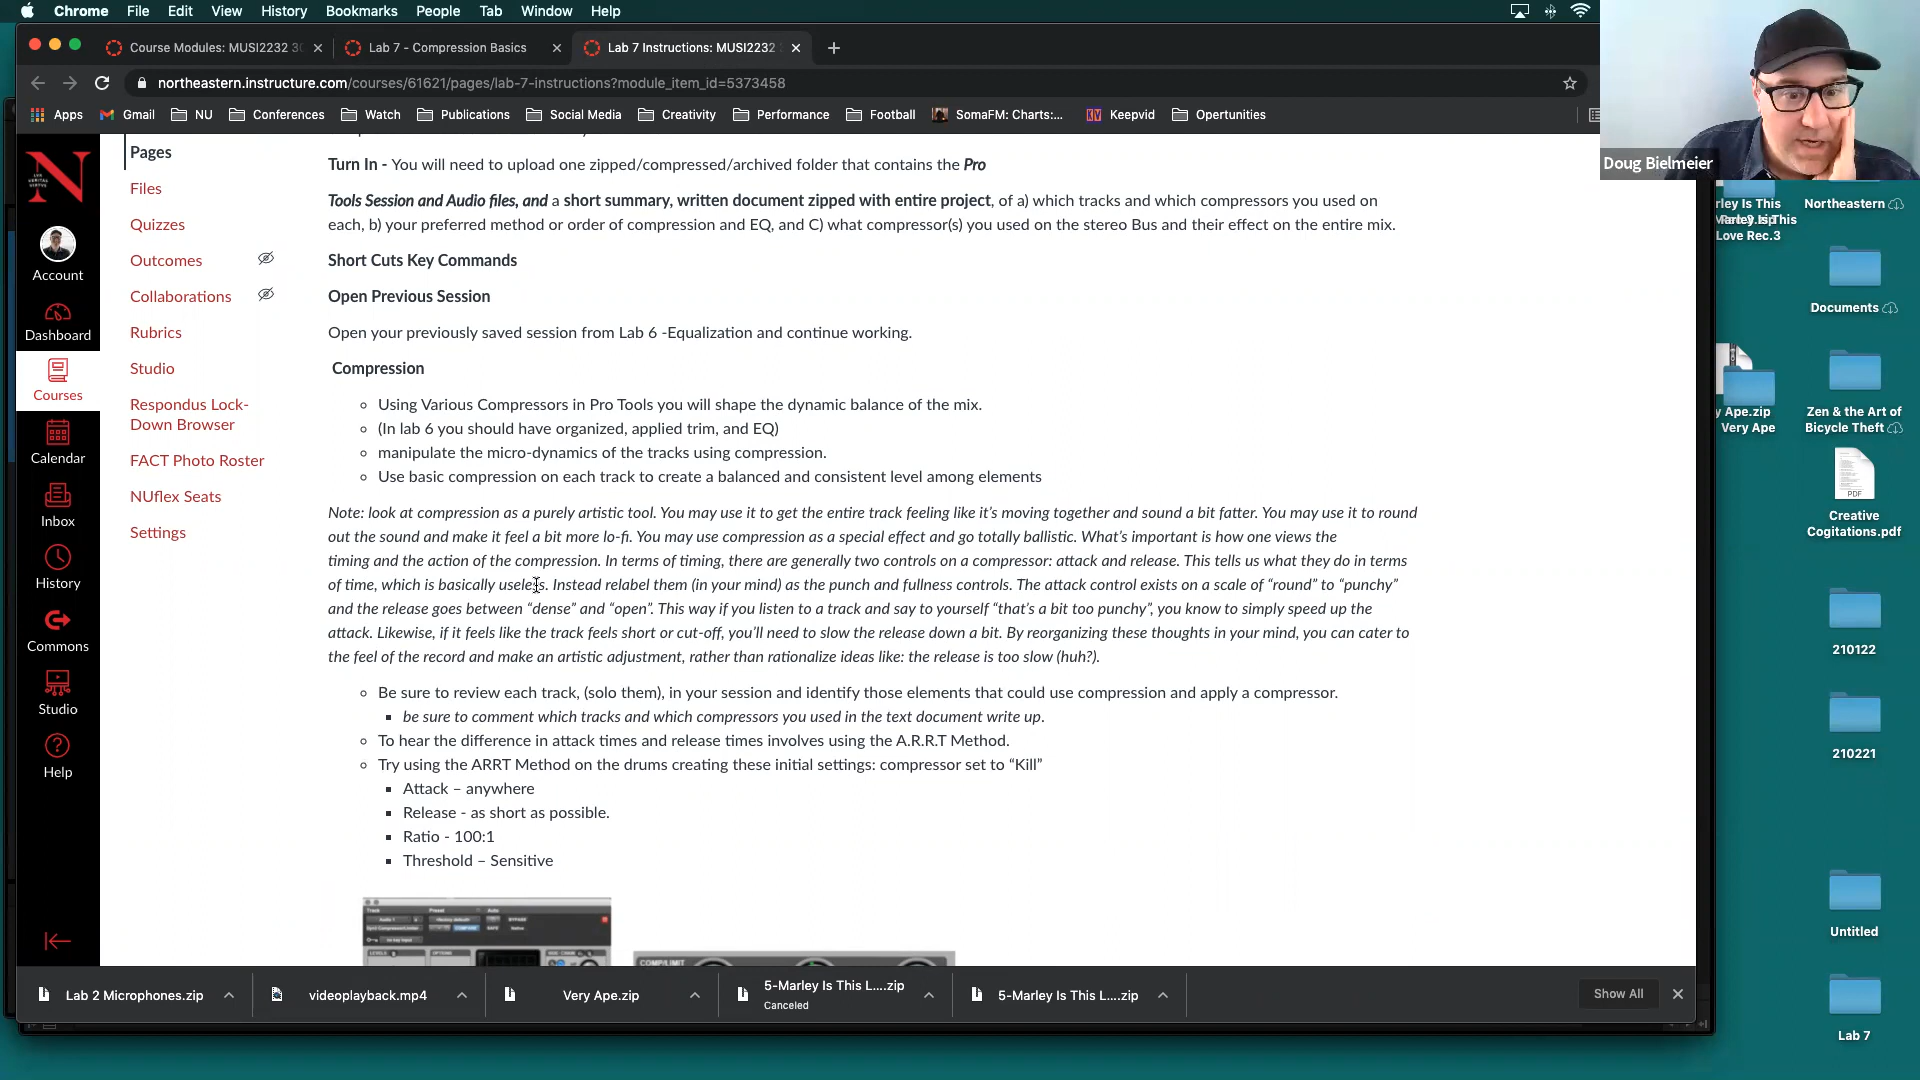 Chrome File Edit View History Bookmarks People Tab Window Help
Course Modules: MUSI2232 30
Lab 7 - Compression Basics
Lab 7 Instructions: MUSI2232
northeastern.instructure.com/courses/61621/pages/lab-7-instructions?module_item_id=5373458
Apps Gmail NU Conferences Watch Publications Social Media Creativity Performance Football SomaFM: Charts:... KV Keepvid Opertunities
Doug Bielmeier
N
Account
Dashboard
Courses
Calendar
Inbox
History
Commons
Studio
Help
Pages
Files
Quizzes
Outcomes
Collaborations
Rubrics
Studio
Respondus Lock-
Down Browser
FACT Photo Roster
NUflex Seats
Settings
Turn In - You will need to upload one zipped/compressed/archived folder that contains the Pro
Tools Session and Audio files, and a short summary, written document zipped with entire project, of a) which tracks and which compressors you used on
each, b) your preferred method or order of compression and EQ, and C) what compressor(s) you used on the stereo Bus and their effect on the entire mix.
Short Cuts Key Commands
Open Previous Session
Open your previously saved session from Lab 6 -Equalization and continue working.
Compression
Using Various Compressors in Pro Tools you will shape the dynamic balance of the mix.
(In lab 6 you should have organized, applied trim, and EQ)
manipulate the micro-dynamics of the tracks using compression.
Use basic compression on each track to create a balanced and consistent level among elements
Note: look at compression as a purely artistic tool. You may use it to get the entire track feeling like it's moving together and sound a bit fatter. You may use it to round
out the sound and make it feel a bit more lo-fi. You may use compression as a special effect and go totally ballistic. What's important is how one views the
timing and the action of the compression. In terms of timing, there are generally two controls on a compressor: attack and release. This tells us what they do in terms
of time, which is basically useless. Instead relabel them (in your mind) as the punch and fullness controls. The attack control exists on a scale of “round” to “punchy”
and the release goes between “dense” and “open”. This way if you listen to a track and say to yourself “that's a bit too punchy”, you know to simply speed up the
attack. Likewise, if it feels like the track feels short or cut-off, you'll need to slow the release down a bit. By reorganizing these thoughts in your mind, you can cater to
the feel of the record and make an artistic adjustment, rather than rationalize ideas like: the release is too slow (huh?).
Be sure to review each track, (solo them), in your session and identify those elements that could use compression and apply a compressor.
be sure to comment which tracks and which compressors you used in the text document write up.
To hear the difference in attack times and release times involves using the A.R.R.T Method.
Try using the ARRT Method on the drums creating these initial settings: compressor set to “Kill”
Attack – anywhere
Release - as short as possible.
Ratio - 100:1
Threshold – Sensitive
COMP/LIMIT
Lab 2 Microphones.zip
videoplayback.mp4
Very Ape.zip
5-Marley Is This L....zip
Canceled
5-Marley Is This L....zip
Show All
rley Is This
Love Rec.3
Northeastern
Documents
y Ape.zip
Very Ape
Zen & the Art of
Bicycle Theft
PDF
Creative
Cogitations.pdf
210122
210221
Untitled
Lab 7